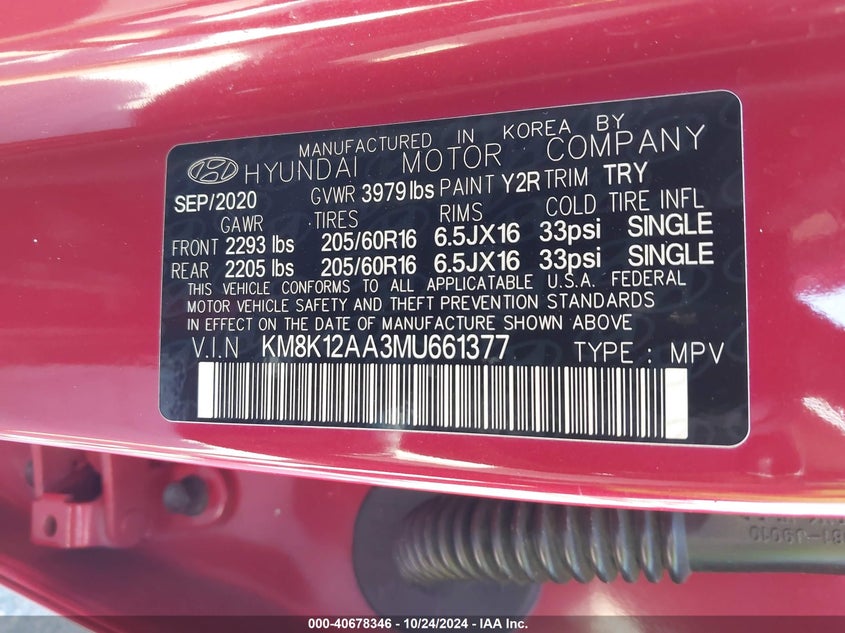 MANUFACTURED IN KOREA BY
HYUNDAI MOTOR COMPANY
SEP/2020 GVWR 3979 lbs PAINT Y2R TRIM TRY
GAWR TIRES RIMS COLD TIRE INFL
FRONT 2293 lbs 205/60R16 6.5JX16 33psi SINGLE
REAR 2205 lbs 205/60R16 6.5JX16 33psi SINGLE
THIS VEHICLE CONFORMS TO ALL APPLICATABLE U.S.A. FEDERAL
MOTOR VEHICLE SAFETY AND THEFT PREVENTION STANDARDS
IN EFFECT ON THE DATE OF MANUFACTURE SHOWN ABOVE
V.I.N KM8K12AA3MU661377 TYPE : MPV
000-40678346 - 10/24/2024 - IAA Inc.